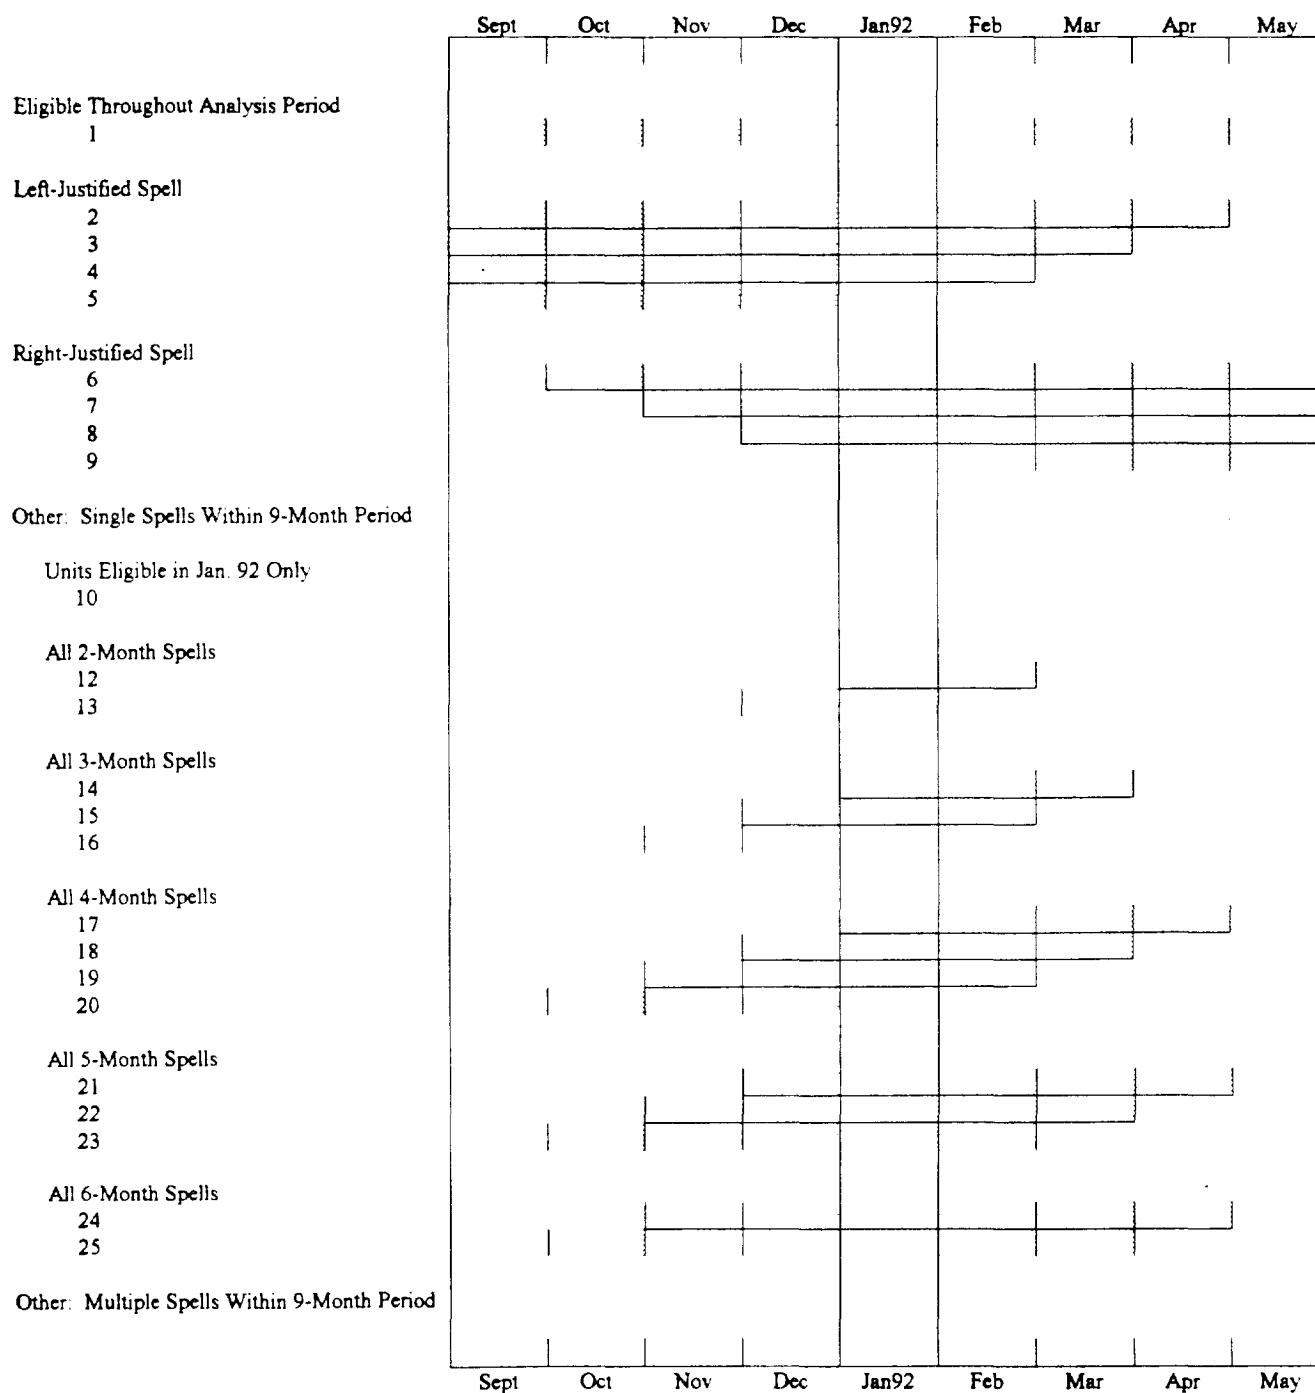 Sept Oct Nov Dec Jan92 Feb Mar Apr May
Eligible Throughout Analysis Period
1
Left-Justified Spell
2
3
4
5
Right-Justified Spell
6
7
8
9
Other: Single Spells Within 9-Month Period
Units Eligible in Jan. 92 Only
10
All 2-Month Spells
12
13
All 3-Month Spells
14
15
16
All 4-Month Spells
17
18
19
20
All 5-Month Spells
21
22
23
All 6-Month Spells
24
25
Other: Multiple Spells Within 9-Month Period
Sept Oct Nov Dec Jan92 Feb Mar Apr May